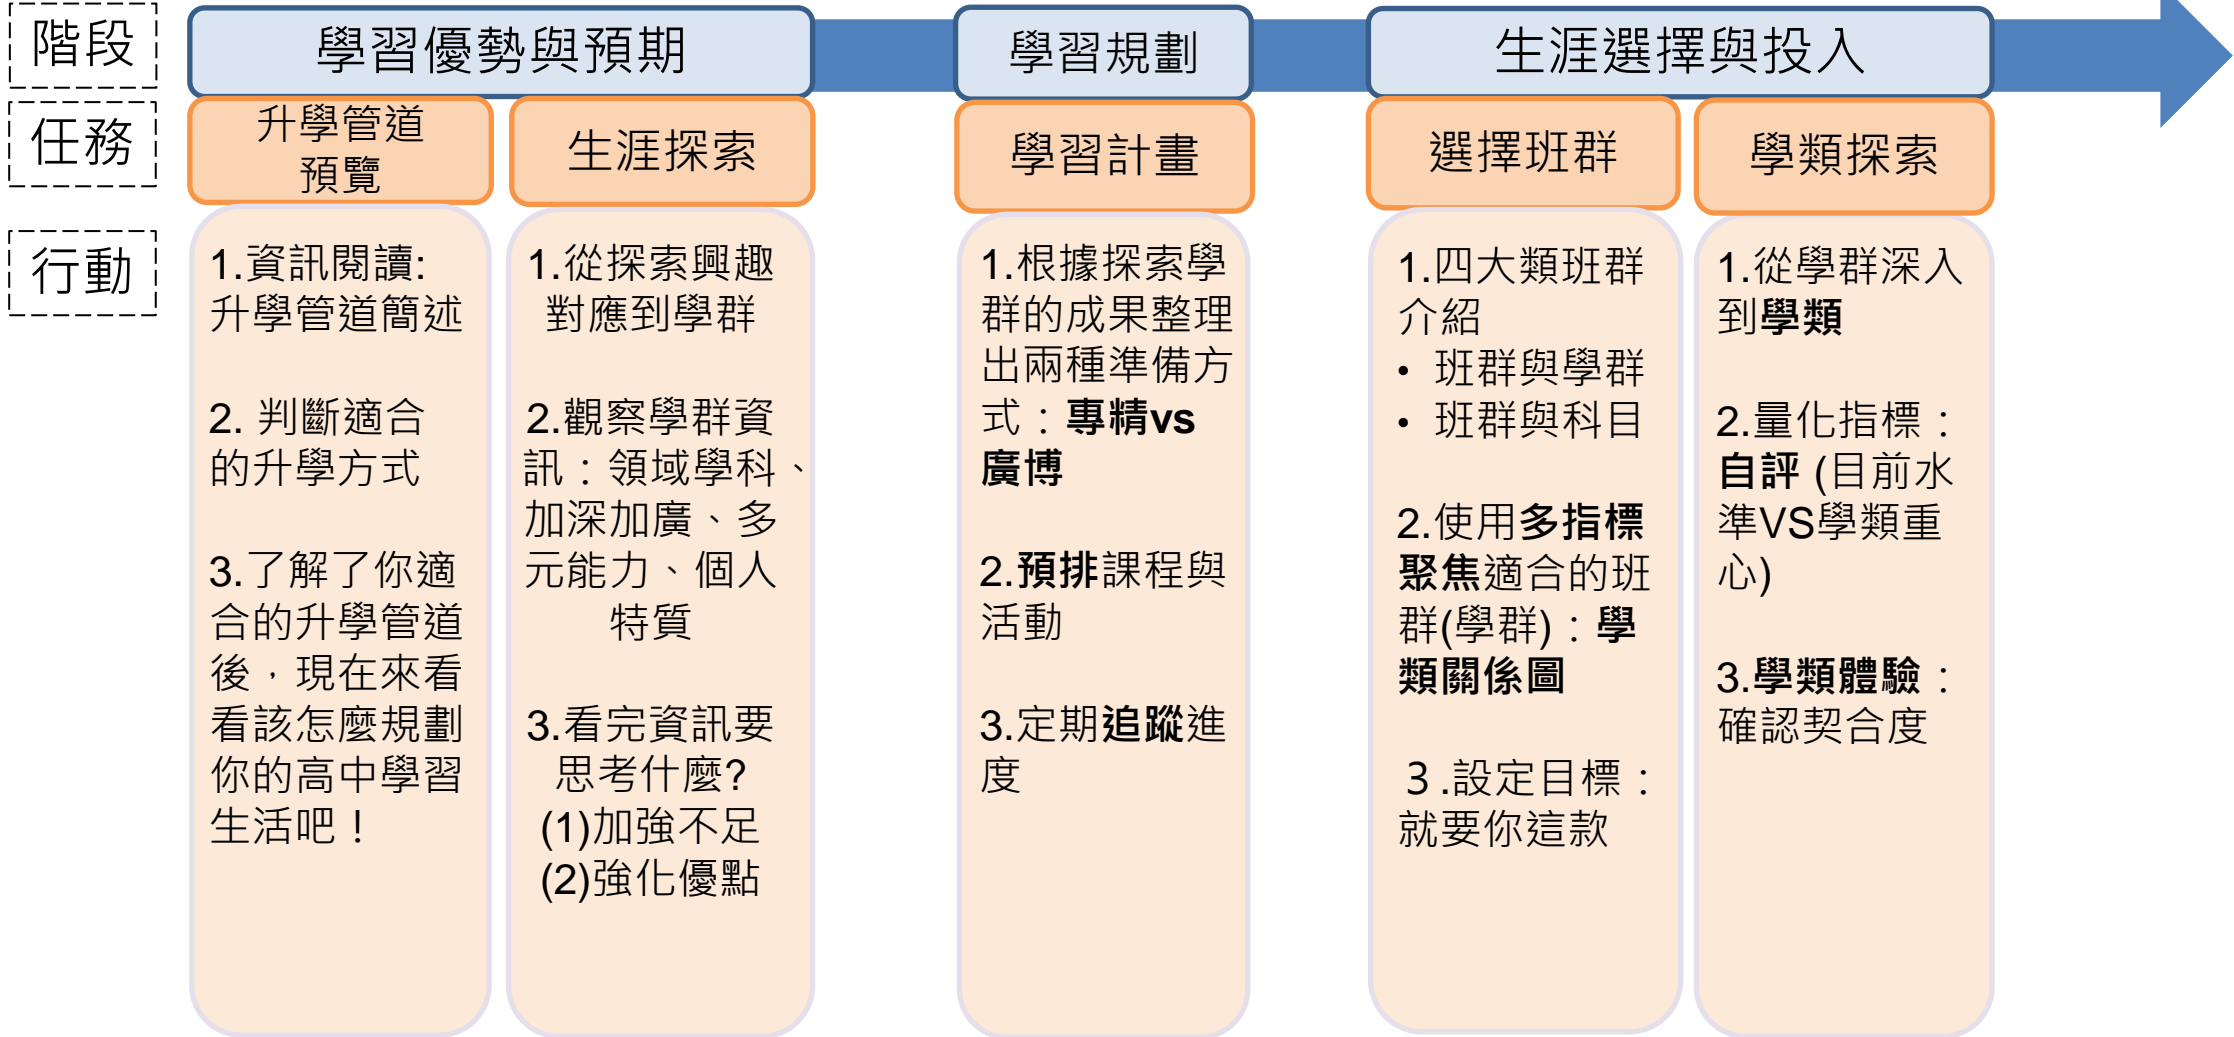 階段
學習優勢與預期
學習規劃
生涯選擇與投入
任務
升學管道
預覽
生涯探索
學習計畫
選擇班群
學類探索
行動
1.資訊閱讀:
升學管道簡述
2. 判斷適合
的升學方式
3.了解了你適
合的升學管道
後，現在來看
看該怎麼規劃
你的高中學習
生活吧！
1.從探索興趣
對應到學群
2.觀察學群資
訊：領域學科、
加深加廣、多
元能力、個人
特質
3.看完資訊要
思考什麼?
(1)加強不足
(2)強化優點
1.根據探索學
群的成果整理
出兩種準備方
式：專精vs
廣博
2.預排課程與
活動
3.定期追蹤進
度
1.四大類班群
介紹
• 班群與學群
• 班群與科目
2.使用多指標
聚焦適合的班
群(學群)：學
類關係圖
３.設定目標：
就要你這款
1.從學群深入
到學類
2.量化指標：
自評 (目前水
準VS學類重
心)
3.學類體驗：
確認契合度